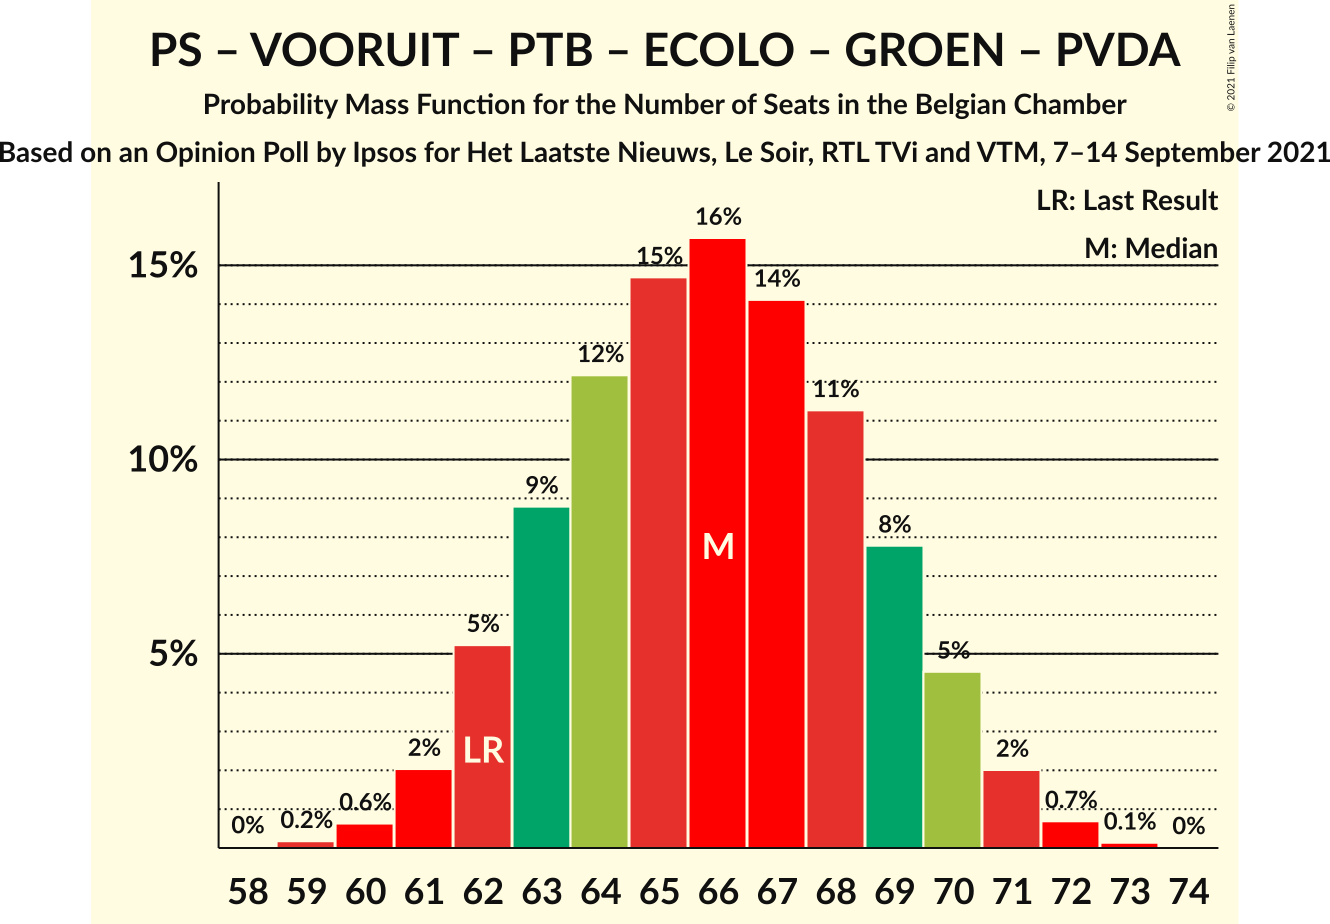 PS – VOORUIT – PTB – ECOLO – GROEN – PVDA
Probability Mass Function for the Number of Seats in the Belgian Chamber
Based on an Opinion Poll by Ipsos for Het Laatste Nieuws, Le Soir, RTL TVi and VTM, 7–14 September 2021
© 2021 Filip van Laenen
LR: Last Result
M: Median
15%
10%
5%
0% 0.2% 0.6% 2% 5% 9% 12% 15% 16% 14% 11% 8% 5% 2% 0.7% 0.1% 0%
LR
M
58 59 60 61 62 63 64 65 66 67 68 69 70 71 72 73 74